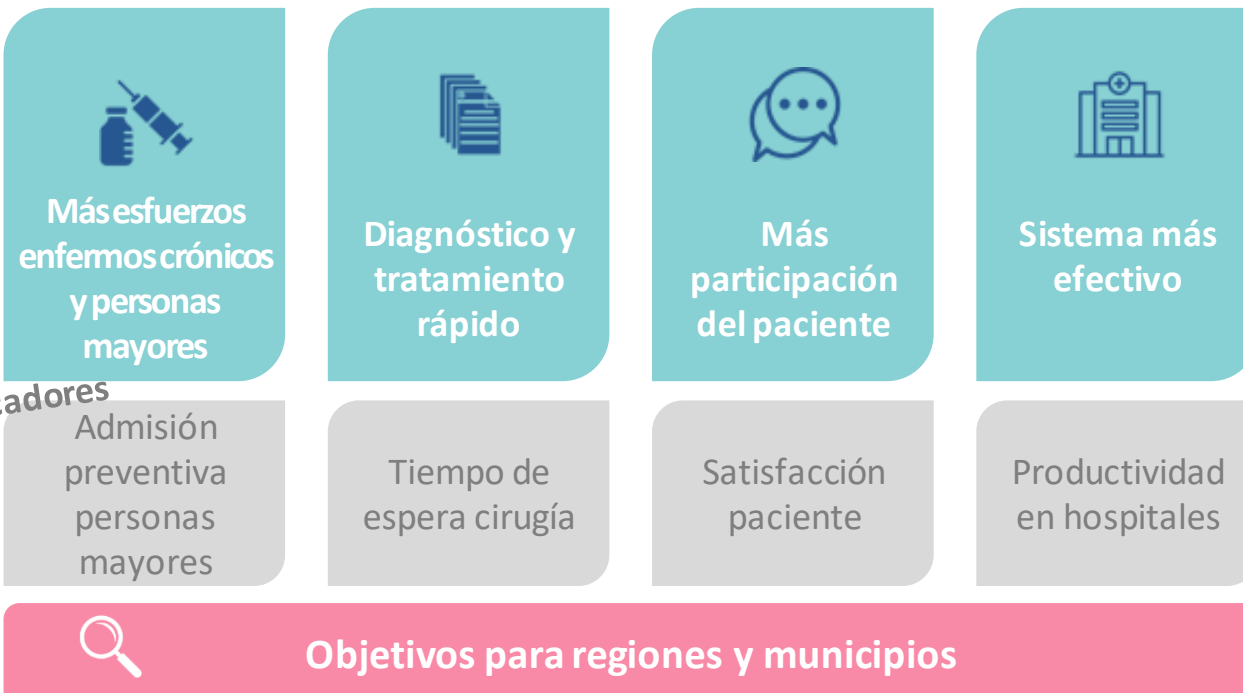 Más esfuerzos
enfermos crónicos
y personas
mayores
Diagnóstico y
tratamiento
rápido
Más
participación
del paciente
Sistema más
efectivo
Admisión
preventiva
personas
mayores
Tiempo de
espera cirugía
Satisfacción
paciente
Productividad
en hospitales
Objetivos para regiones y municipios